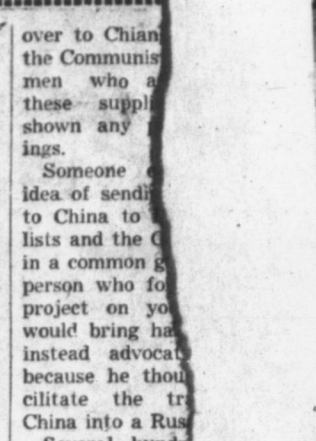 over to Chian
the Communis
men who a
these suppli
shown any
ings.
Someone
idea of sendi
to China to
lists and the C
in a common g
person who fo
project on yo
would bring ha
instead advocat
because he thou
cilitate the tr
China into a Rus